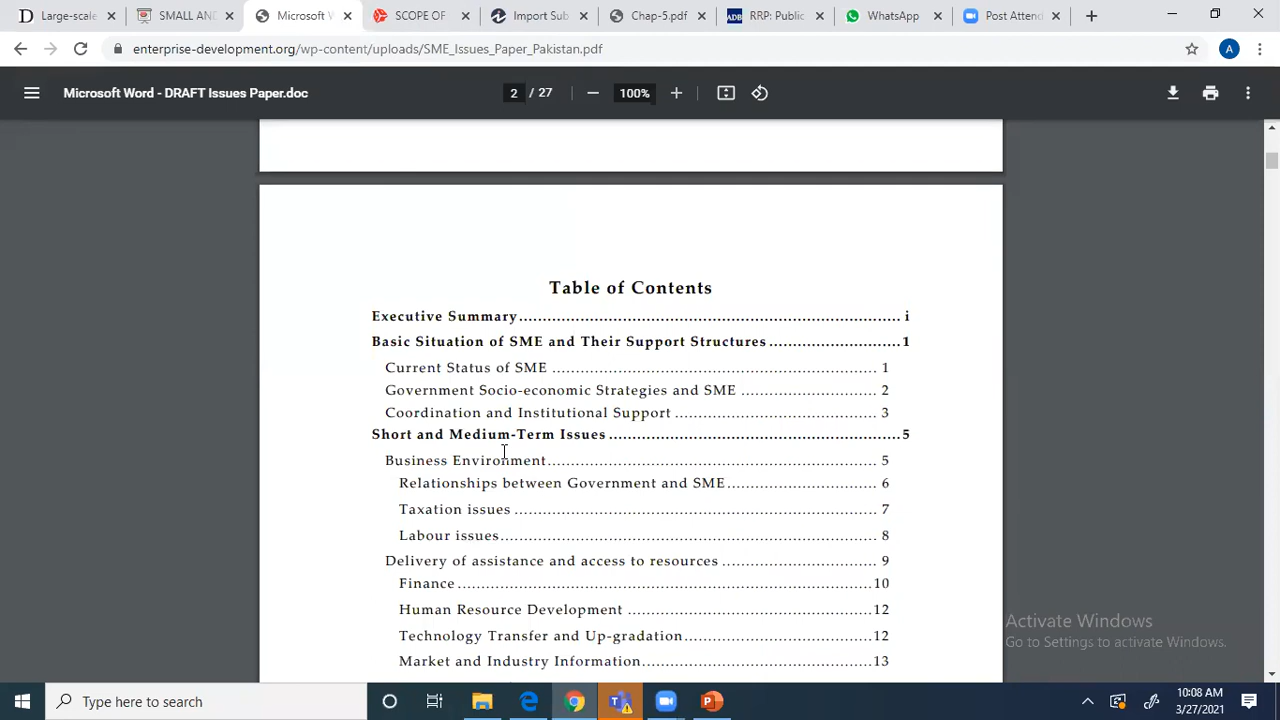 Large-scale
SMALL AND
Microsoft W
SCOPE OF
Import Sub
Chap-5.pdf
ADB RRP: Public
WhatsApp
Post Attend
enterprise-development.org/wp-content/uploads/SME_Issues_Paper_Pakistan.pdf
A
Microsoft Word - DRAFT Issues Paper.doc
2 / 27
100%
Table of Contents
Executive Summary.................................................................................. i
Basic Situation of SME and Their Support Structures ............................1
Current Status of SME ...................................................................... 1
Government Socio-economic Strategies and SME ............................. 2
Coordination and Institutional Support ............................................ 3
Short and Medium-Term Issues ..............................................................5
Business Environment....................................................................... 5
Relationships between Government and SME................................. 6
Taxation issues ............................................................................. 7
Labour issues................................................................................ 8
Delivery of assistance and access to resources .................................. 9
Finance ........................................................................................10
Human Resource Development ....................................................12
Technology Transfer and Up-gradation.........................................12
Market and Industry Information..................................................13
Activate Windows
Go to Settings to activate Windows.
Type here to search
10:08 AM
3/27/2021